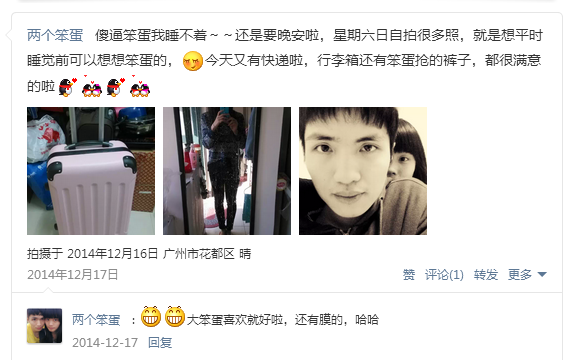 两个笨蛋 傻逼笨蛋我睡不着～～还是要晚安啦，星期六日自拍很多照，就是想平时
睡觉前可以想想笨蛋的，今天又有快递啦，行李箱还有笨蛋抢的裤子，都很满意
的啦
拍摄于 2014年12月16日 广州市花都区 晴
2014年12月17日 赞 评论(1) 转发 更多
两个笨蛋 ：大笨蛋喜欢就好啦，还有膜的，哈哈
2014-12-17 回复